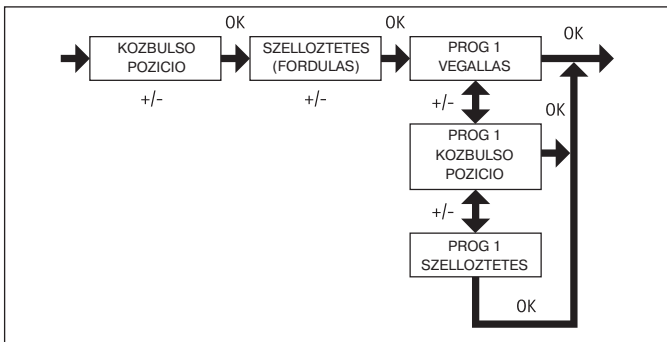 OK
OK
OK
KOZBULSO
POZICIO
SZELLOZTETES
(FORDULAS)
PROG 1
VEGALLAS
+/-
+/-
+/-
OK
PROG 1
KOZBULSO
POZICIO
+/-
PROG 1
SZELLOZTETES
OK